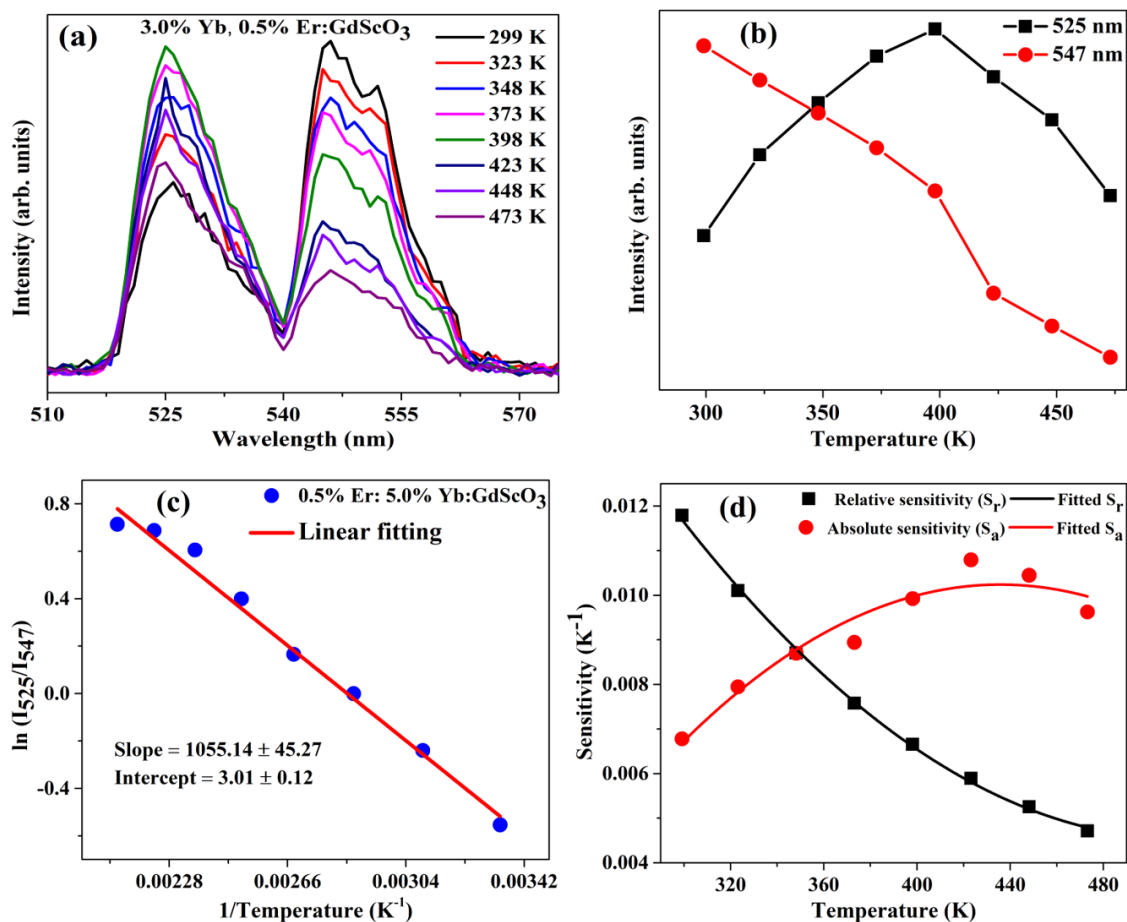 (a)
3.0% Yb, 0.5% Er:GdScO3
299 K
323 K
348 K
373 K
398 K
423 K
448 K
473 K
Intensity (arb. units)
510 525 540 555 570
Wavelength (nm)
(b)
525 nm
547 nm
Intensity (arb. units)
300 350 400 450
Temperature (K)
(c)
0.5% Er: 5.0% Yb:GdScO3
Linear fitting
0.8
0.4
0.0
-0.4
ln (I525/I547)
Slope = 1055.14 ± 45.27
Intercept = 3.01 ± 0.12
0.00228 0.00266 0.00304 0.00342
1/Temperature (K-1)
(d)
Relative sensitivity (Sr) Fitted Sr
Absolute sensitivity (Sa) Fitted Sa
0.012
0.010
0.008
0.006
0.004
Sensitivity (K-1)
320 360 400 440 480
Temperature (K)